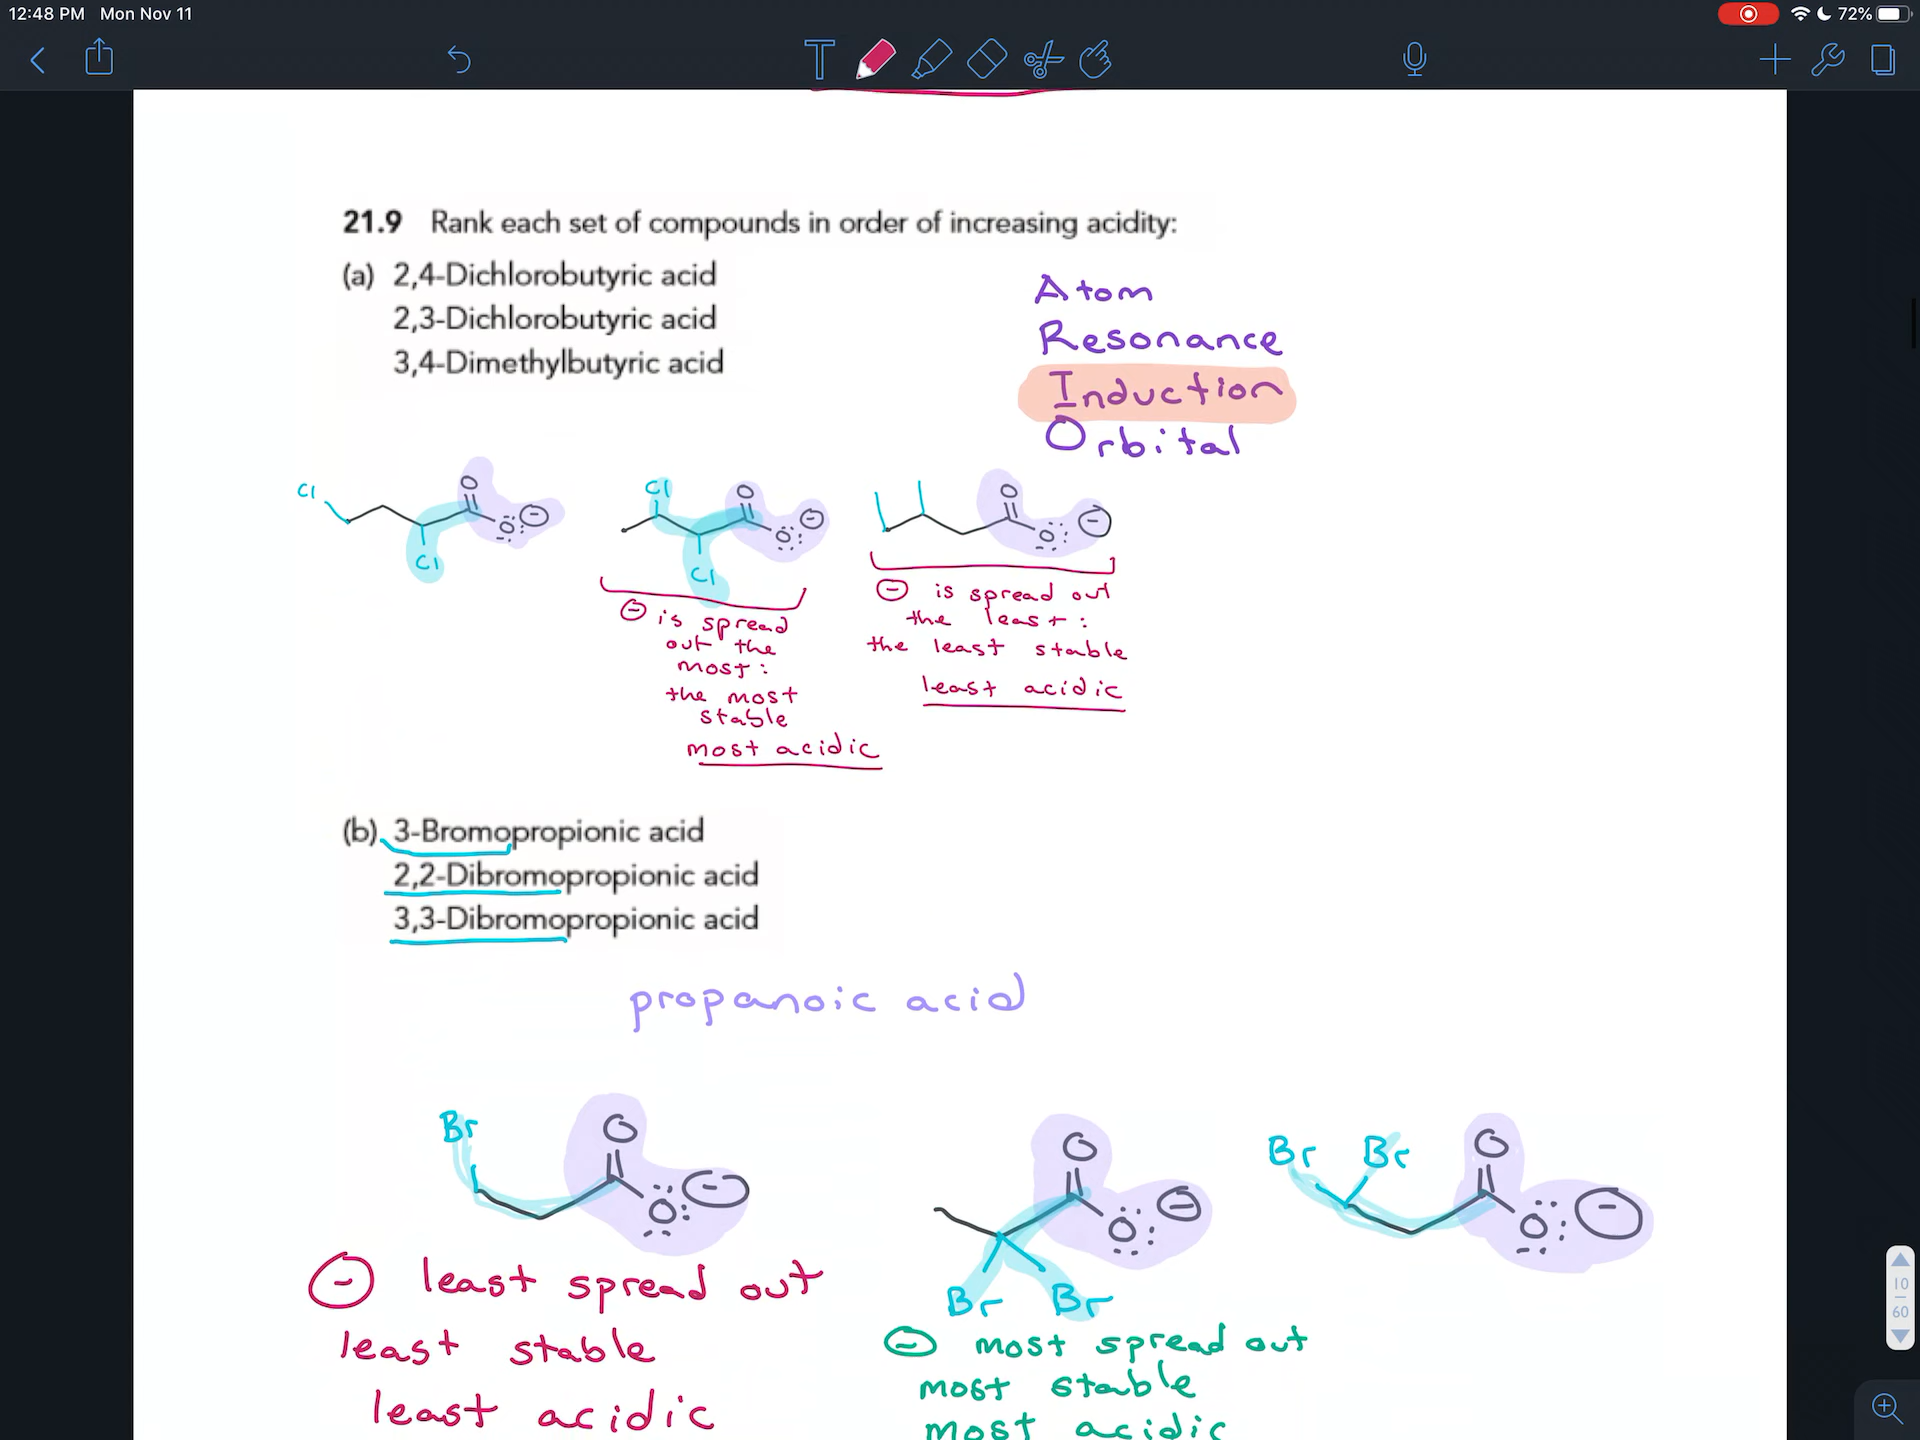 12:48 PM Mon Nov 11
72%
21.9 Rank each set of compounds in order of increasing acidity:
(a) 2,4-Dichlorobutyric acid
2,3-Dichlorobutyric acid
3,4-Dimethylbutyric acid
Atom
Resonance
Induction
Orbital
Cl
O
O
Cl
Cl
O
O
Cl
O
O
⊖ is spread
out the
most:
the most
stable
most acidic
⊖ is spread out
the least:
the least stable
least acidic
(b) 3-Bromopropionic acid
2,2-Dibromopropionic acid
3,3-Dibromopropionic acid
propanoic acid
Br
O
O
O
O
Br Br
Br Br
O
O
⊖ least spread out
least stable
least acidic
⊖ most spread out
most stable
most acidic
10
60